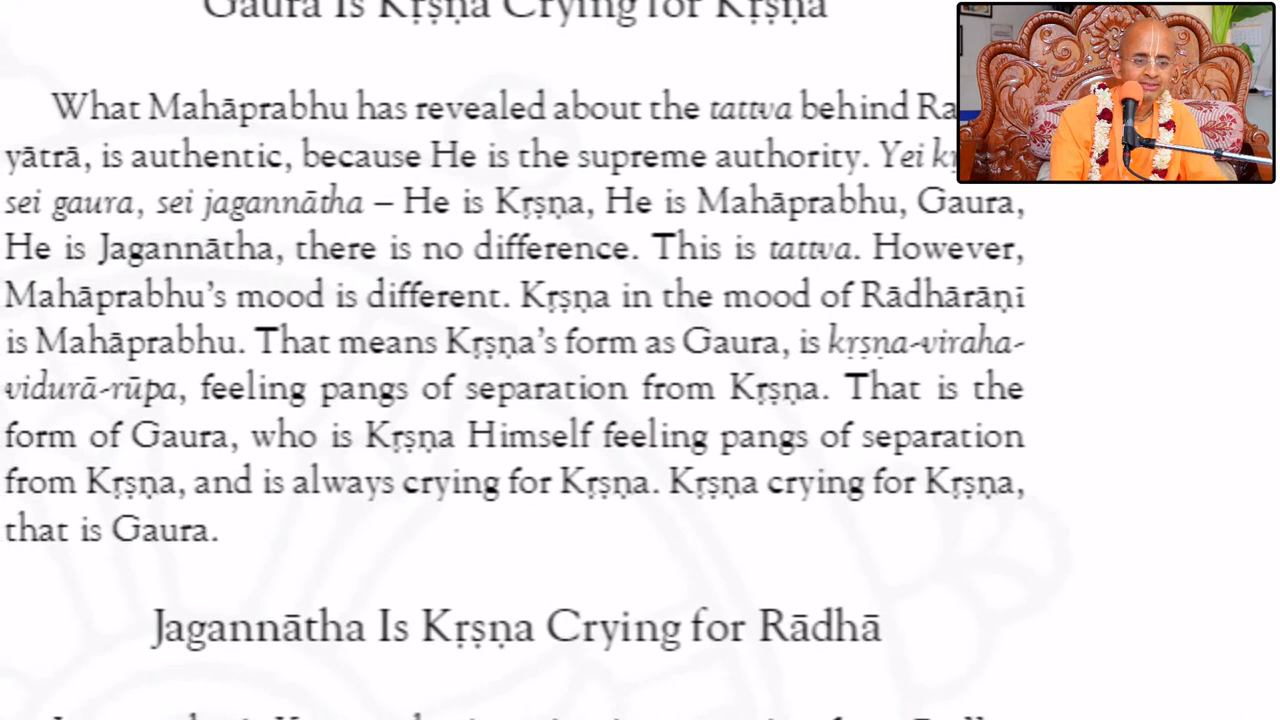 Gaura Is Kṛṣṇa Crying for Kṛṣṇa
What Mahāprabhu has revealed about the tattva behind
yātrā, is authentic, because He is the supreme authority. Yei
sei gaura, sei jagannātha – He is Kṛṣṇa, He is Mahāprabhu, Gaura,
He is Jagannātha, there is no difference. This is tattva. However,
Mahāprabhu’s mood is different. Kṛṣṇa in the mood of Rādhārāṇī
is Mahāprabhu. That means Kṛṣṇa’s form as Gaura, is kṛṣṇa-viraha-
vidurā-rūpa, feeling pangs of separation from Kṛṣṇa. That is the
form of Gaura, who is Kṛṣṇa Himself feeling pangs of separation
from Kṛṣṇa, and is always crying for Kṛṣṇa. Kṛṣṇa crying for Kṛṣṇa,
that is Gaura.
Jagannātha Is Kṛṣṇa Crying for Rādhā